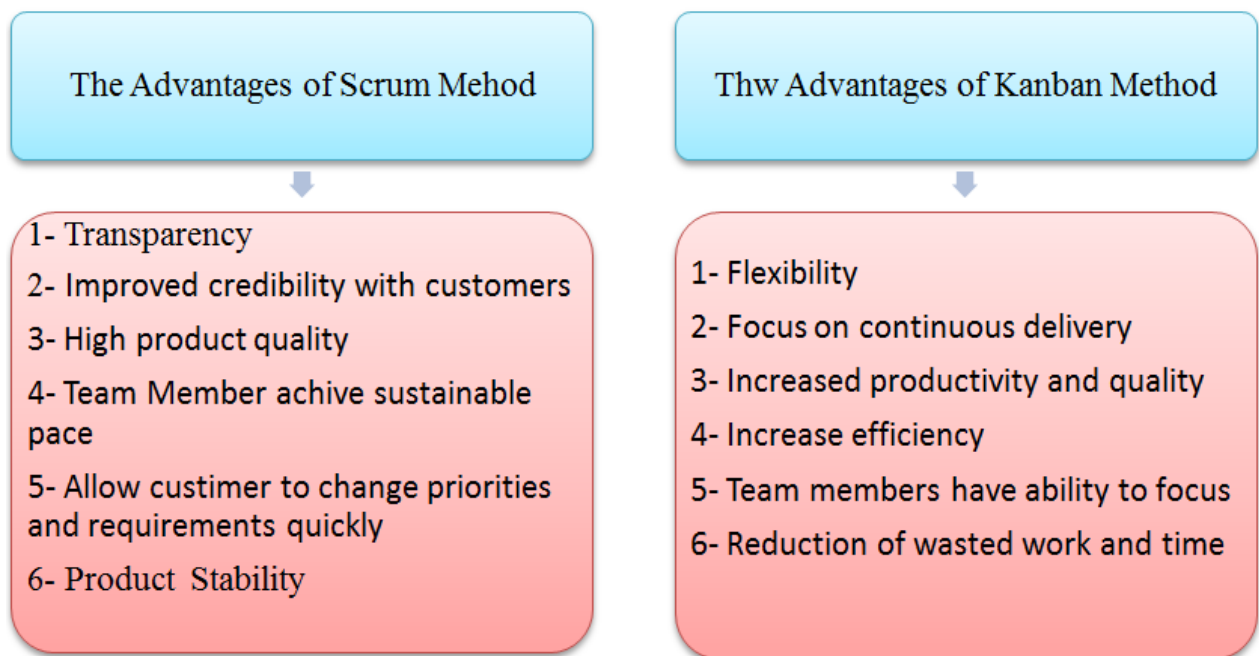 The Advantages of Scrum Mehod
1- Transparency
2- Improved credibility with customers
3- High product quality
4- Team Member achive sustainable
pace
5- Allow custimer to change priorities
and requirements quickly
6- Product Stability
Thw Advantages of Kanban Method
1- Flexibility
2- Focus on continuous delivery
3- Increased productivity and quality
4- Increase efficiency
5- Team members have ability to focus
6- Reduction of wasted work and time